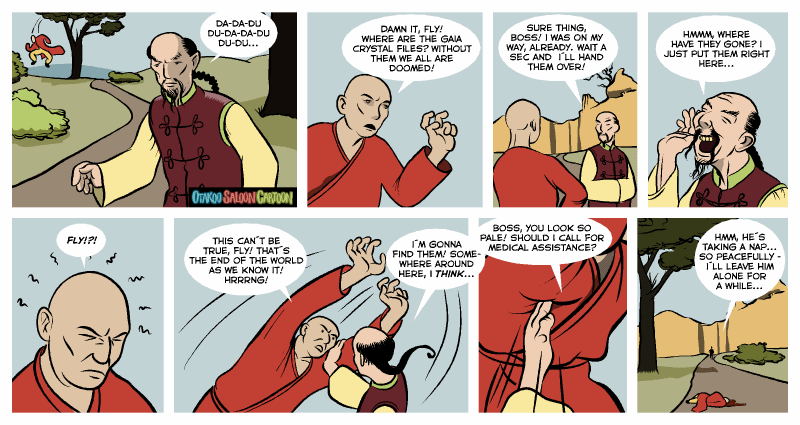 DA-DA-DU
DU-DA-DA-DU
DU-DU...
OTAKOO SALOON CARTOON
DAMN IT, FLY!
WHERE ARE THE GAIA
CRYSTAL FILES? WITHOUT
THEM WE ALL ARE
DOOMED!
SURE THING,
BOSS! I WAS ON MY
WAY, ALREADY. WAIT A
SEC AND I´LL HAND
THEM OVER!
HMMM, WHERE
HAVE THEY GONE? I
JUST PUT THEM RIGHT
HERE...
FLY!?!
THIS CAN´T BE
TRUE, FLY! THAT´S
THE END OF THE WORLD
AS WE KNOW IT!
HRRRNG!
I´M GONNA
FIND THEM! SOME-
WHERE AROUND
HERE, I THINK...
BOSS, YOU LOOK SO
PALE! SHOULD I CALL FOR
MEDICAL ASSISTANCE?
HMM, HE´S
TAKING A NAP...
SO PEACEFULLY -
I´LL LEAVE HIM
ALONE FOR
A WHILE...